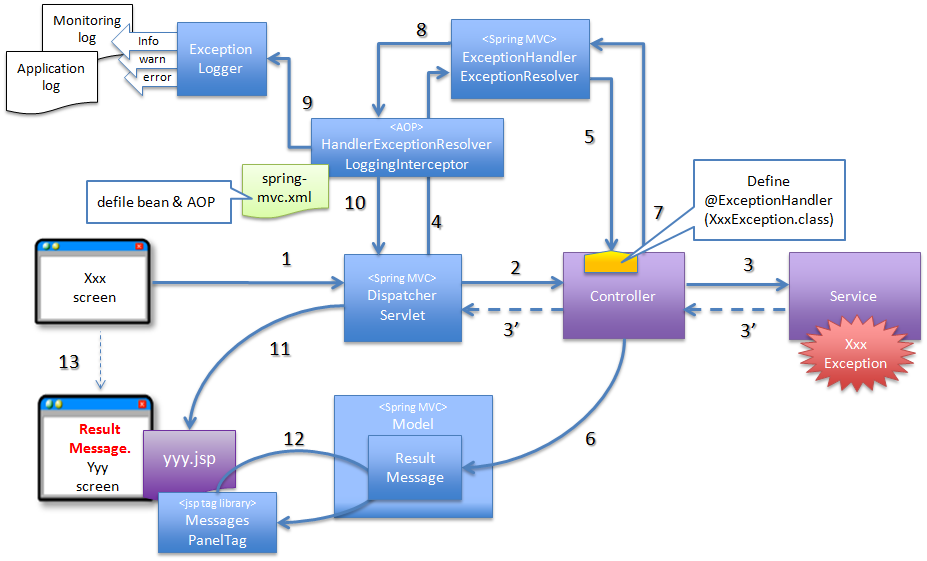 Monitoring
log
Application
log
Info
warn
error
Exception
Logger
8
<Spring MVC>
ExceptionHandler
ExceptionResolver
9
<AOP>
HandlerExceptionResolver
LoggingInterceptor
5
spring-
mvc.xml
defile bean & AOP
10
4
7
Define
@ExceptionHandler
(XxxException.class)
Xxx
screen
1
<Spring MVC>
Dispatcher
Servlet
2
Controller
3
Service
3’
3’
Xxx
Exception
13
11
Result
Message.
Yyy
screen
yyy.jsp
12
<Spring MVC>
Model
Result
Message
6
<jsp tag library>
Messages
PanelTag